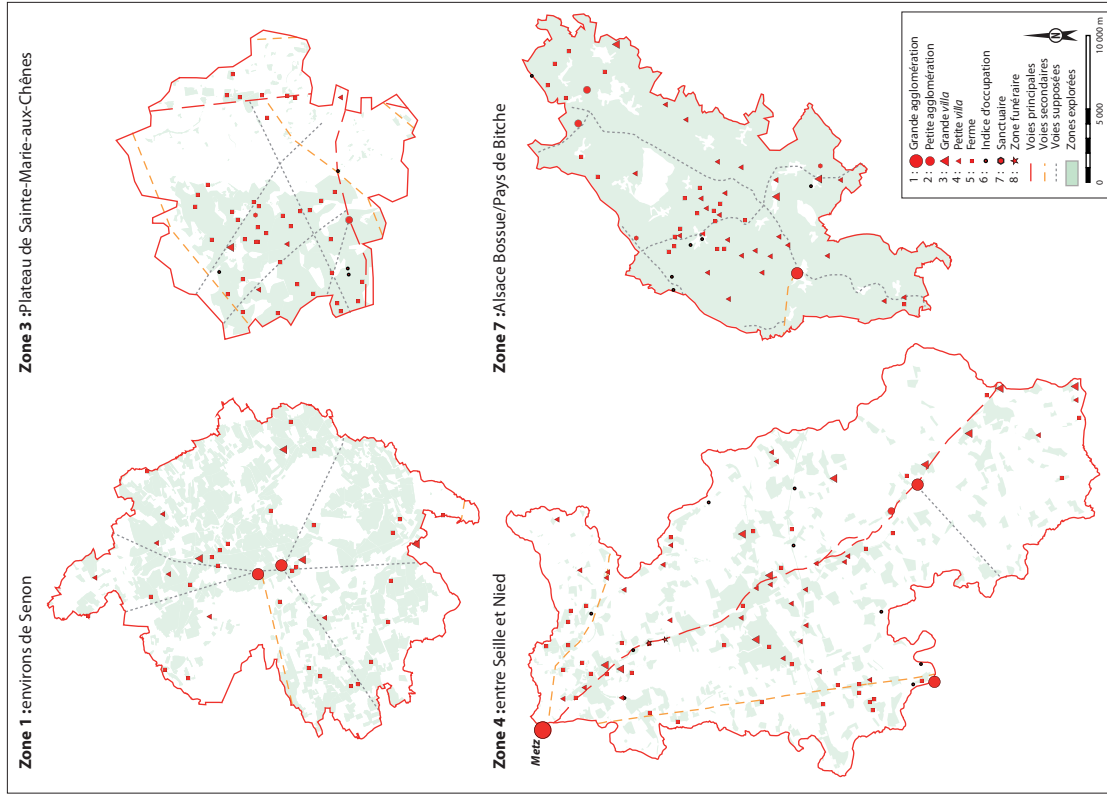 Zone 1 :environs de Senon
Zone 3 :Plateau de Sainte-Marie-aux-Chênes
Zone 4 :entre Seille et Nied
Metz
Zone 7 :Alsace Bossue/Pays de Bitche
1 : Grande agglomération
2 : Petite agglomération
3 : Grande villa
4 : Petite villa
5 : Ferme
6 : Indice d'occupation
7 : Sanctuaire
8 : Zone funéraire
Voies principales
Voies secondaires
Voies supposées
Zones explorées
N
0 5 000 10 000 m